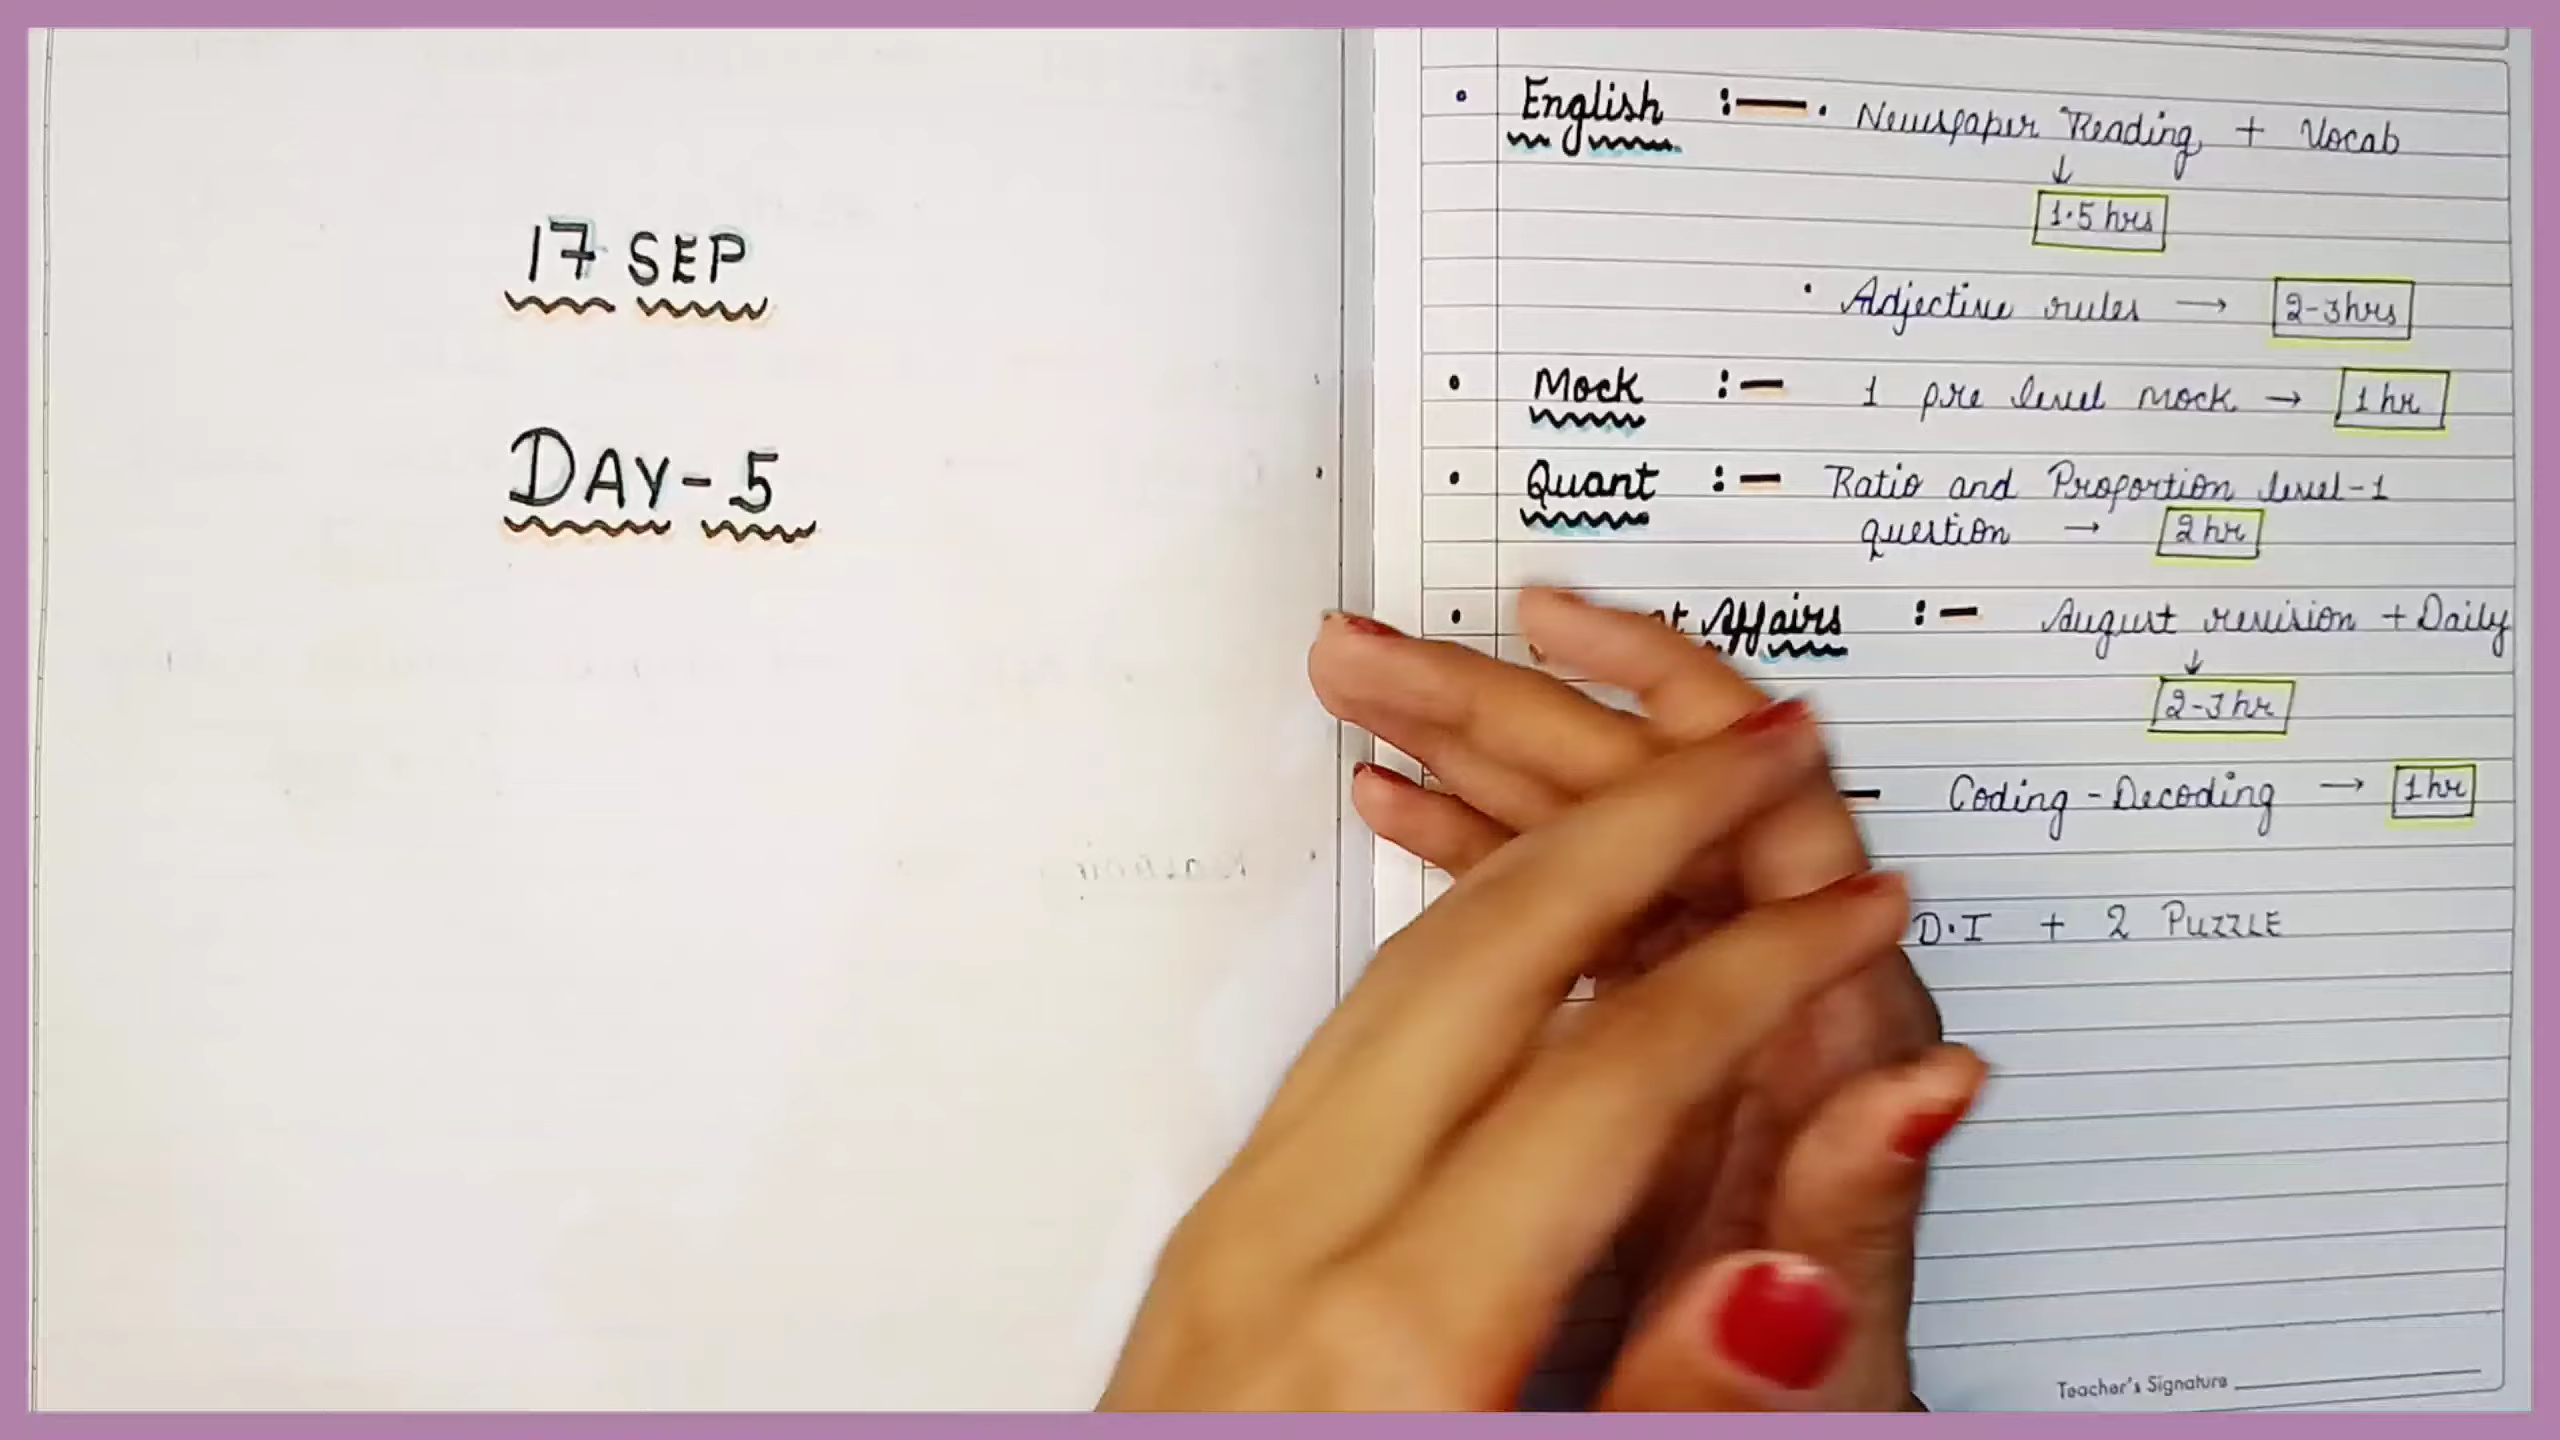 17 SEP
DAY-5
• English :— • Newspaper Reading + Vocab
↓
1.5 hrs
• Adjective rules → 2-3hrs
• Mock :— 1 pre level mock → 1 hr
• Quant :— Ratio and Proportion level-1
question → 2 hr
• Affairs :— August revision + Daily
↓
2-3 hr
— Coding-Decoding → 1 hr
D.I + 2 PUZZLE
Teacher's Signature